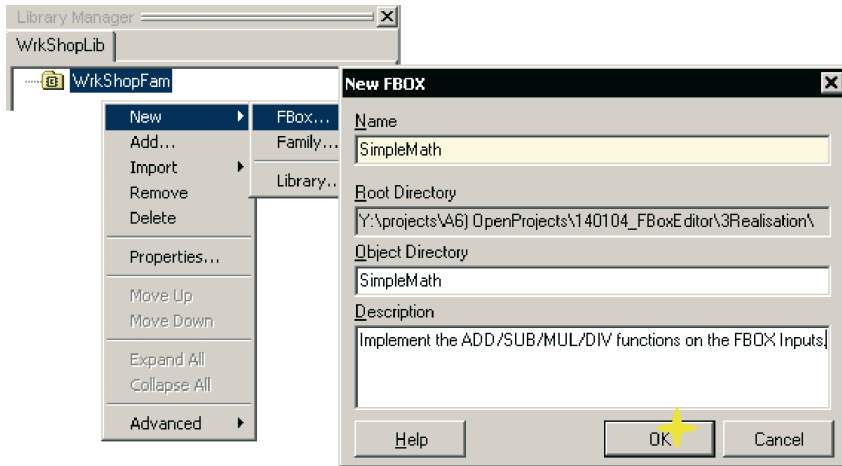 Library Manager
WrkShopLib
WrkShopFam
New
Add...
Import
Remove
Delete
Properties...
Move Up
Move Down
Expand All
Collapse All
Advanced
FBox...
Family...
Library..
New FBOX
Name
SimpleMath
Root Directory
Y:\projects\A6) OpenProjects\140104_FBoxEditor\3Realisation\
Object Directory
SimpleMath
Description
Implement the ADD/SUB/MUL/DIV functions on the FBOX Inputs.
Help
OK
Cancel